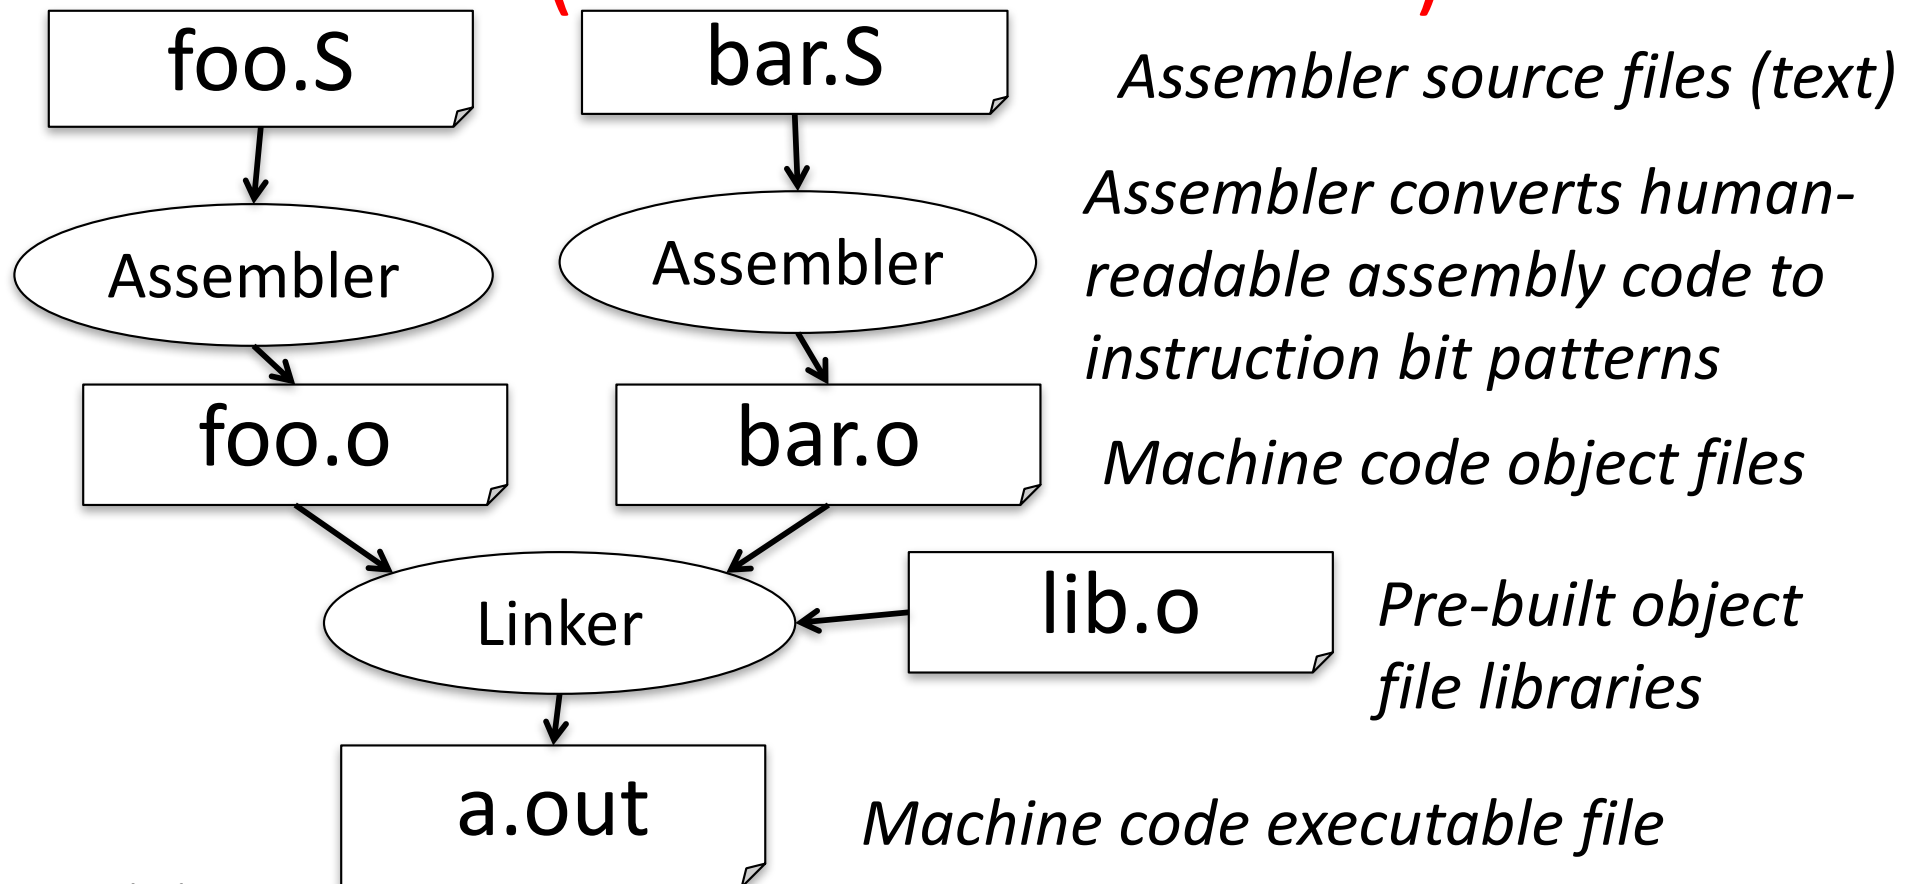 foo.S
bar.S
Assembler source files (text)
Assembler
Assembler
Assembler converts human-
readable assembly code to
instruction bit patterns
foo.o
bar.o
Machine code object files
Linker
lib.o
Pre-built object
file libraries
a.out
Machine code executable file